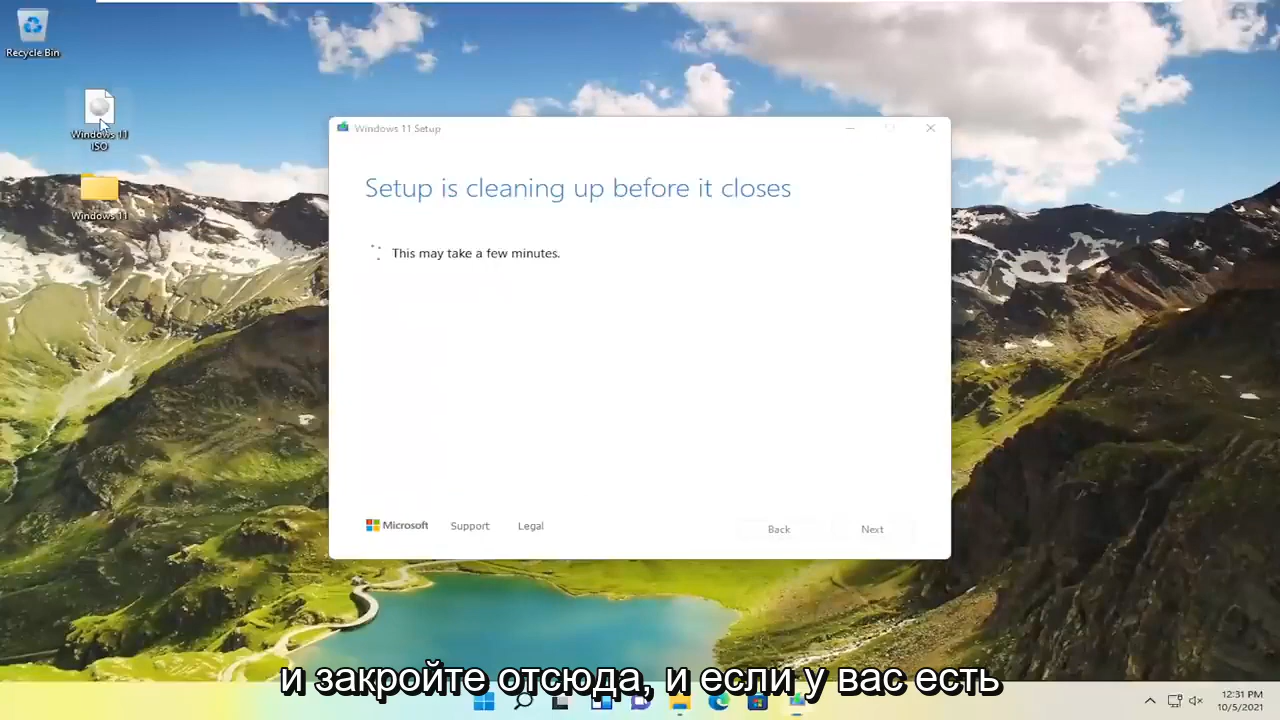 Recycle Bin
Windows 11
ISO
Windows 11
Windows 11 Setup
Setup is cleaning up before it closes
This may take a few minutes.
Microsoft
Support
Legal
Back
Next
и закройте отсюда, и если у вас есть
12:31 PM
10/5/2021